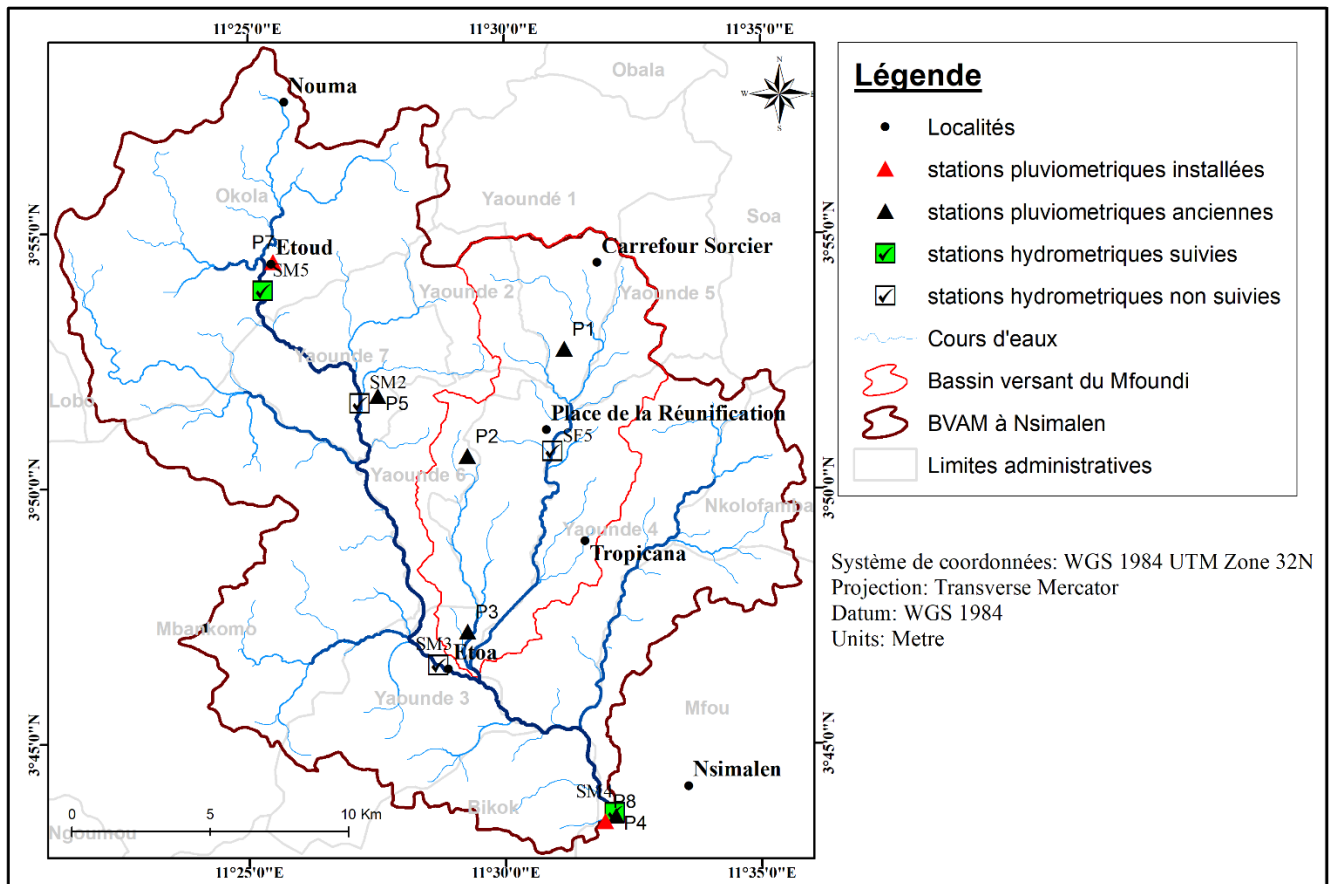 11°25'0"E 11°30'0"E 11°35'0"E
Obala
Nouma
N
W
E
S
Okola
Yaoundé 1
Soa
3°55'0"N
3°55'0"N
P7
Etoud
SM5
Carrefour Sorcier
Yaounde 2
Yaounde 5
P1
Yaounde 7
Lobo
SM2
P5
Place de la Réunification
P2
SF5
Yaounde 6
3°50'0"N
3°50'0"N
Nkolofamba
Yaounde 4
Tropicana
P3
Mbankomo
SM3
Etoa
Yaounde 3
Mfou
3°45'0"N
3°45'0"N
Nsimalen
SM4
P8
Bikok
P4
0 5 10 Km
Ngoumou
11°25'0"E 11°30'0"E 11°35'0"E
Légende
Localités
stations pluviometriques installées
stations pluviometriques anciennes
stations hydrometriques suivies
stations hydrometriques non suivies
Cours d'eaux
Bassin versant du Mfoundi
BVAM à Nsimalen
Limites administratives
Système de coordonnées: WGS 1984 UTM Zone 32N
Projection: Transverse Mercator
Datum: WGS 1984
Units: Metre